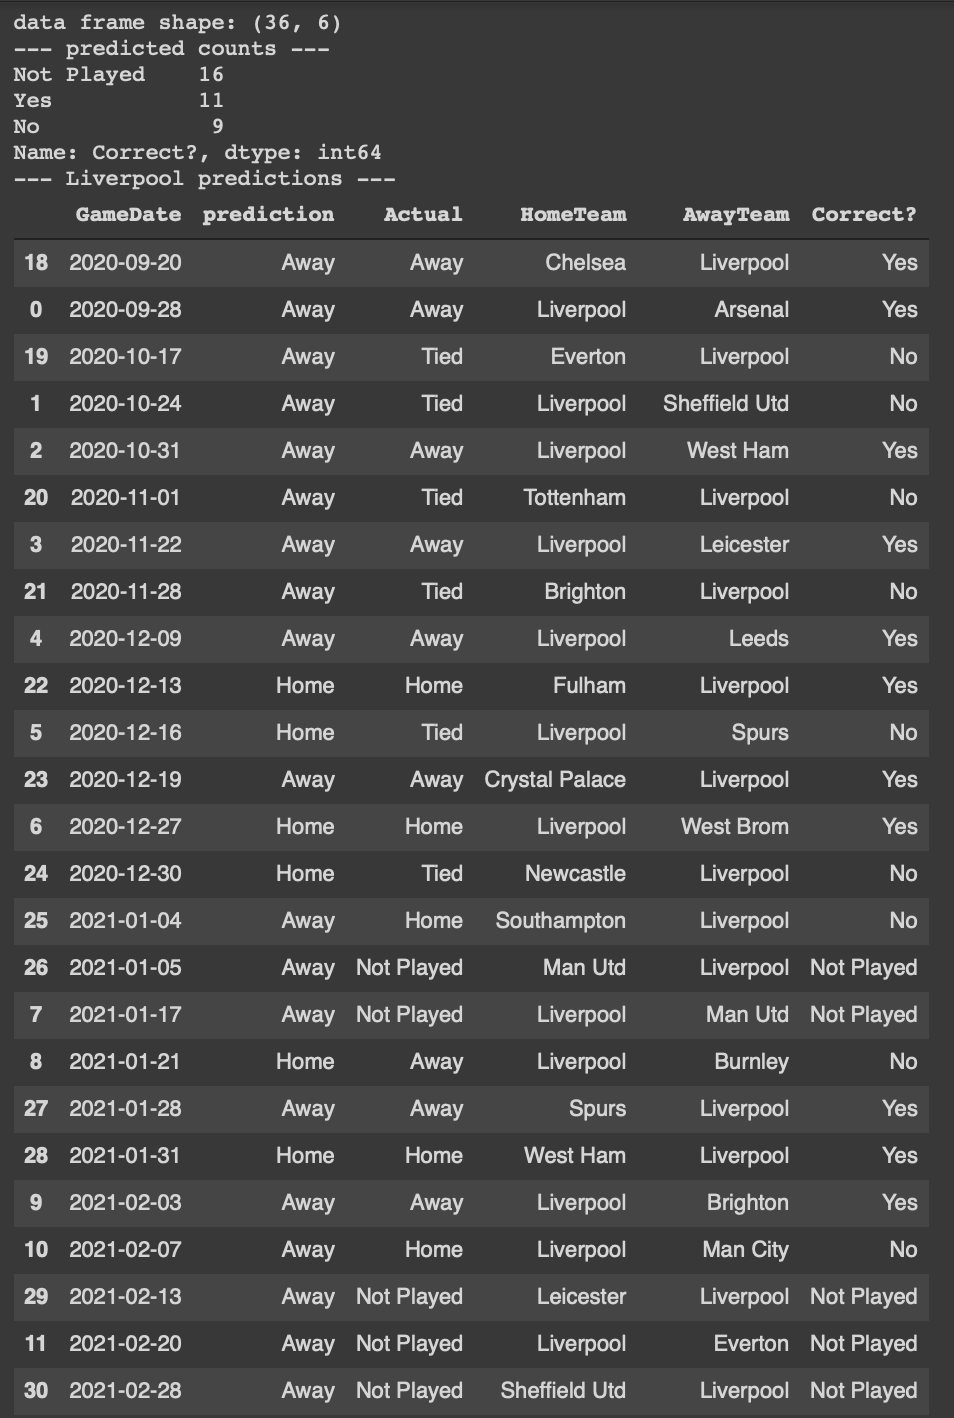 data frame shape: (36, 6)
--- predicted counts ---
Not Played    16
Yes           11
No             9
Name: Correct?, dtype: int64
--- Liverpool predictions ---
GameDate prediction Actual HomeTeam AwayTeam Correct?
18 2020-09-20 Away Away Chelsea Liverpool Yes
0 2020-09-28 Away Away Liverpool Arsenal Yes
19 2020-10-17 Away Tied Everton Liverpool No
1 2020-10-24 Away Tied Liverpool Sheffield Utd No
2 2020-10-31 Away Away Liverpool West Ham Yes
20 2020-11-01 Away Tied Tottenham Liverpool No
3 2020-11-22 Away Away Liverpool Leicester Yes
21 2020-11-28 Away Tied Brighton Liverpool No
4 2020-12-09 Away Away Liverpool Leeds Yes
22 2020-12-13 Home Home Fulham Liverpool Yes
5 2020-12-16 Home Tied Liverpool Spurs No
23 2020-12-19 Away Away Crystal Palace Liverpool Yes
6 2020-12-27 Home Home Liverpool West Brom Yes
24 2020-12-30 Home Tied Newcastle Liverpool No
25 2021-01-04 Away Home Southampton Liverpool No
26 2021-01-05 Away Not Played Man Utd Liverpool Not Played
7 2021-01-17 Away Not Played Liverpool Man Utd Not Played
8 2021-01-21 Home Away Liverpool Burnley No
27 2021-01-28 Away Away Spurs Liverpool Yes
28 2021-01-31 Home Home West Ham Liverpool Yes
9 2021-02-03 Away Away Liverpool Brighton Yes
10 2021-02-07 Away Home Liverpool Man City No
29 2021-02-13 Away Not Played Leicester Liverpool Not Played
11 2021-02-20 Away Not Played Liverpool Everton Not Played
30 2021-02-28 Away Not Played Sheffield Utd Liverpool Not Played